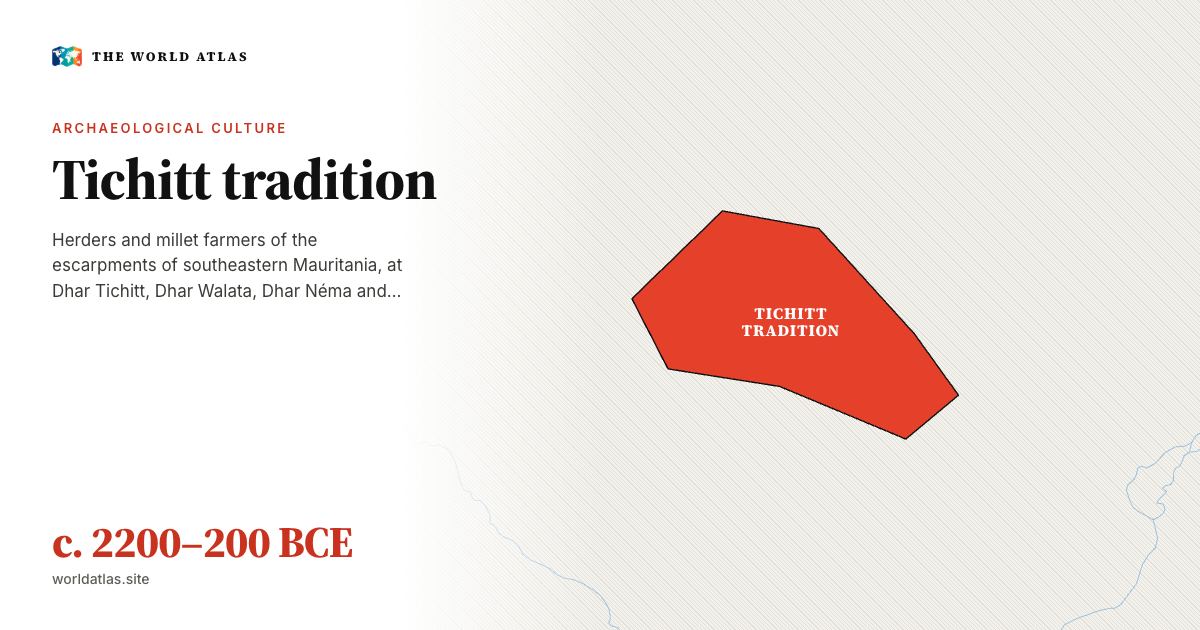 THE WORLD ATLAS
ARCHAEOLOGICAL CULTURE
Tichitt tradition
Herders and millet farmers of the
escarpments of southeastern Mauritania, at
Dhar Tichitt, Dhar Walata, Dhar Néma and...
TICHITT
TRADITION
c. 2200–200 BCE
worldatlas.site